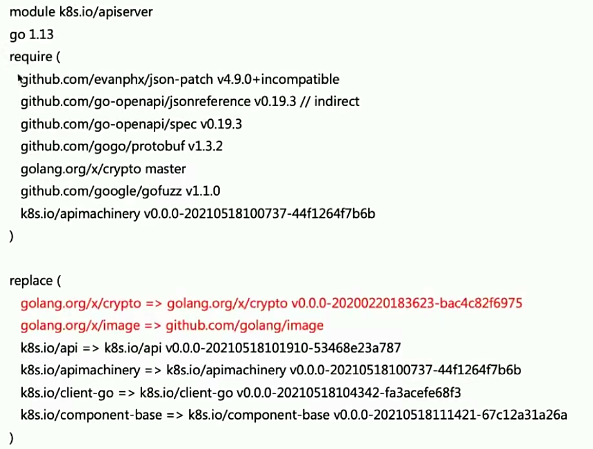 module k8s.io/apiserver
go 1.13
require (
github.com/evanphx/json-patch v4.9.0+incompatible
github.com/go-openapi/jsonreference v0.19.3 // indirect
github.com/go-openapi/spec v0.19.3
github.com/gogo/protobuf v1.3.2
golang.org/x/crypto master
github.com/google/gofuzz v1.1.0
k8s.io/apimachinery v0.0.0-20210518100737-44f1264f7b6b
)
replace (
golang.org/x/crypto => golang.org/x/crypto v0.0.0-20200220183623-bac4c82f6975
golang.org/x/image => github.com/golang/image
k8s.io/api => k8s.io/api v0.0.0-20210518101910-53468e23a787
k8s.io/apimachinery => k8s.io/apimachinery v0.0.0-20210518100737-44f1264f7b6b
k8s.io/client-go => k8s.io/client-go v0.0.0-20210518104342-fa3acefe68f3
k8s.io/component-base => k8s.io/component-base v0.0.0-20210518111421-67c12a31a26a
)